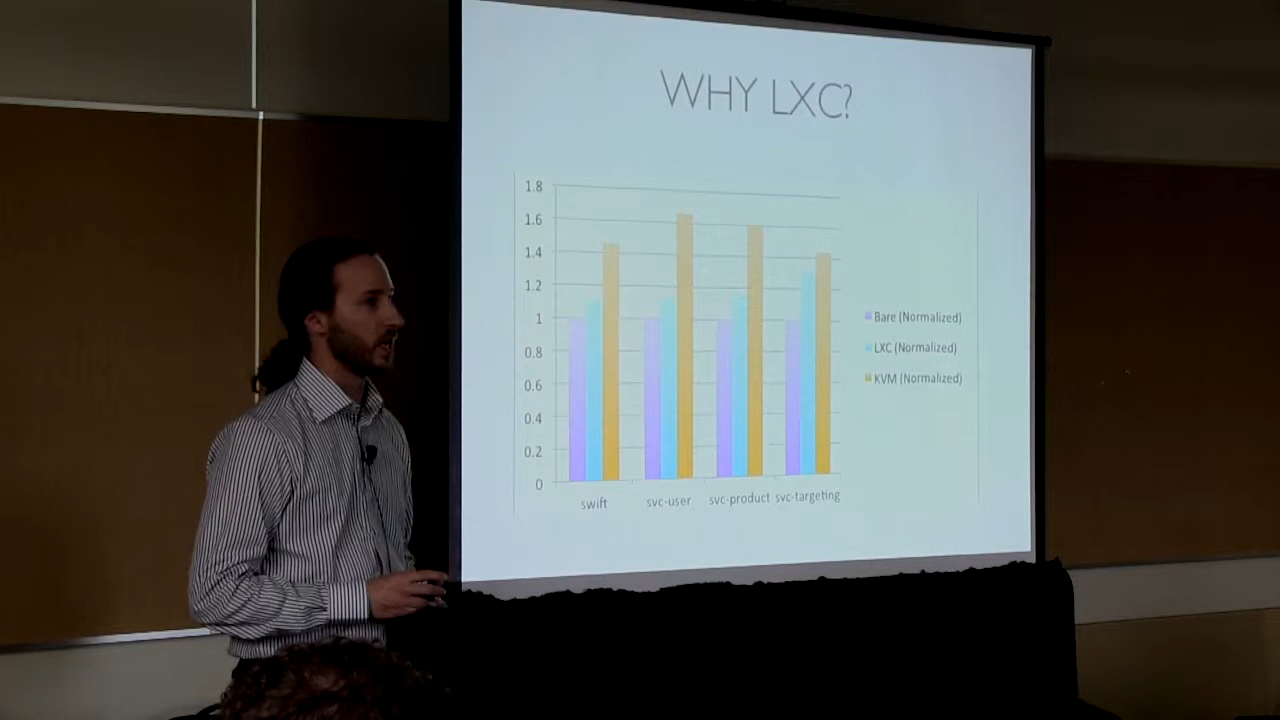 WHY LXC?
1.8
1.6
1.4
1.2
1
0.8
0.6
0.4
0.2
0
swift svc-user svc-product svc-targeting
Bare (Normalized)
LXC (Normalized)
KVM (Normalized)